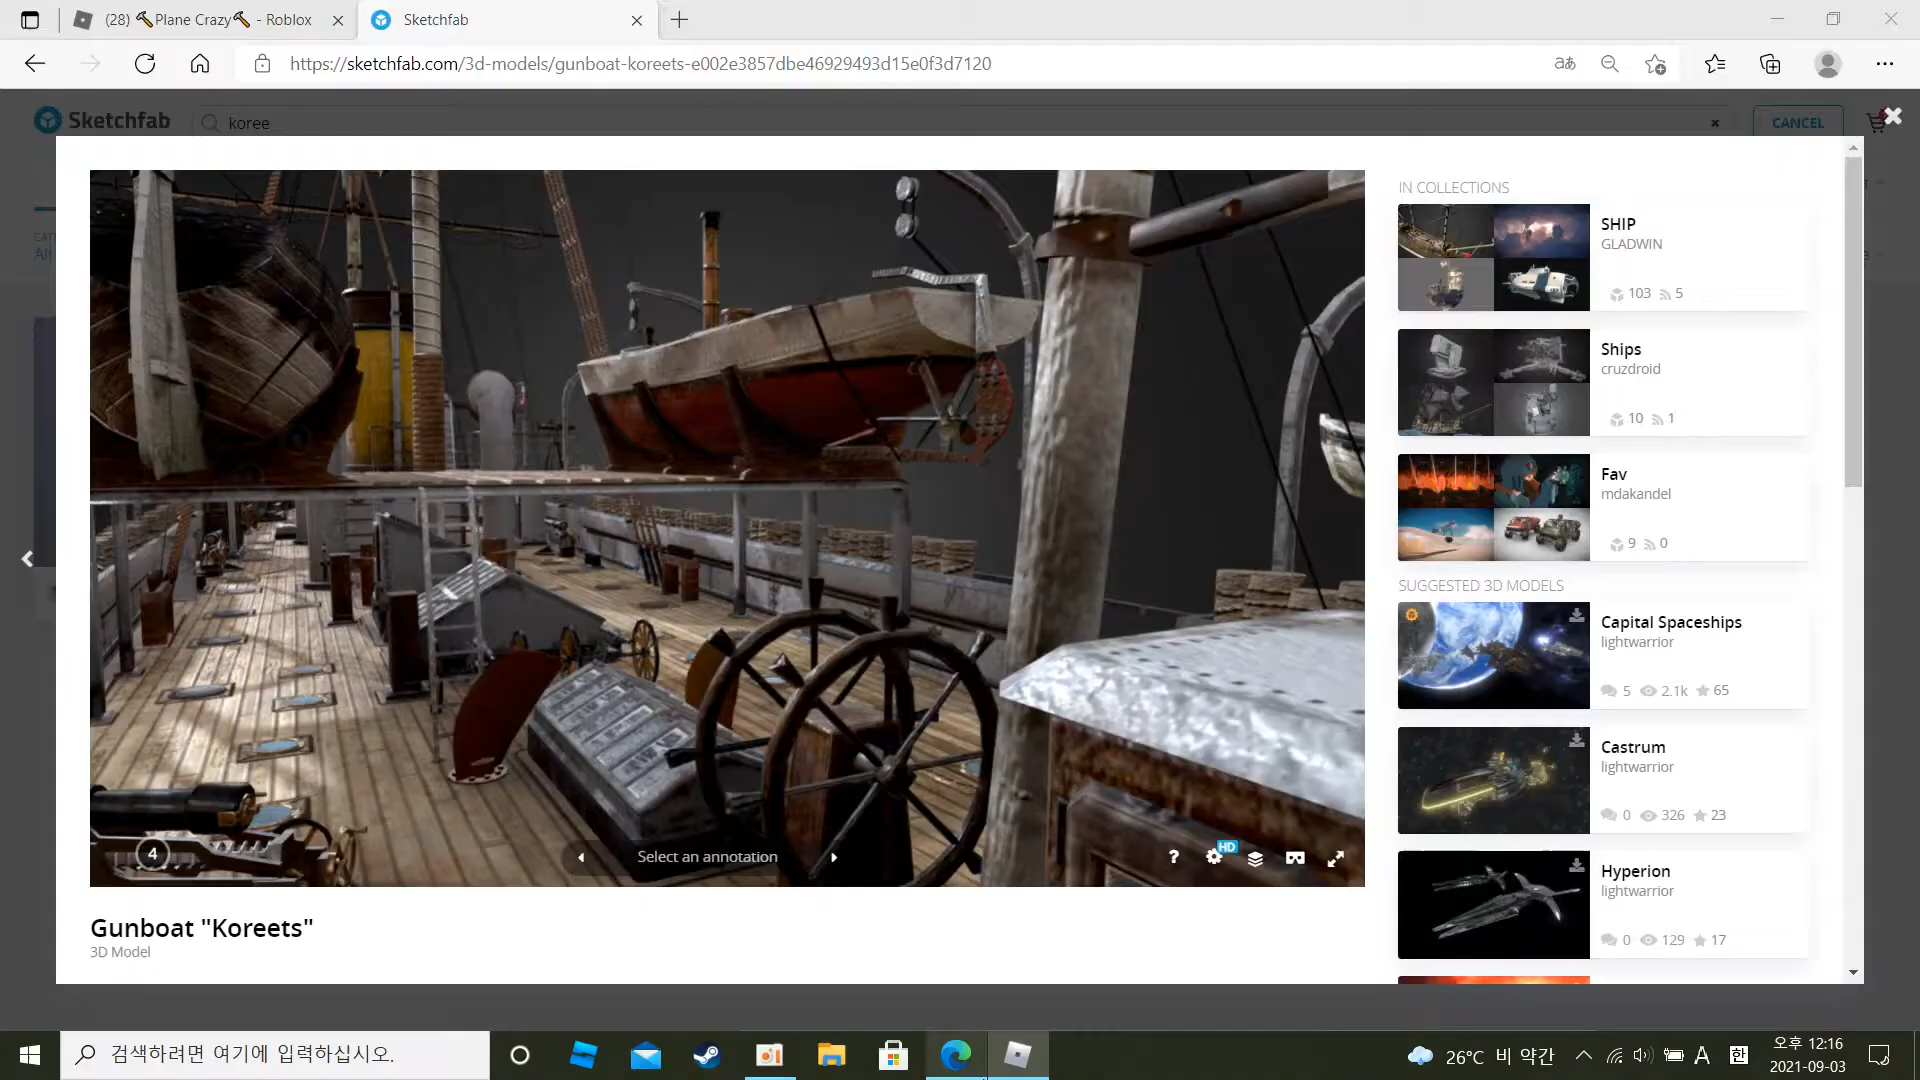 (28) 🔨Plane Crazy🔨 - Roblox
Sketchfab
https://sketchfab.com/3d-models/gunboat-koreets-e002e3857dbe46929493d15e0f3d7120
ああ
Sketchfab
koree
CANCEL
IN COLLECTIONS
SHIP
GLADWIN
103 5
Ships
cruzdroid
10 1
Fav
mdakandel
9 0
SUGGESTED 3D MODELS
Capital Spaceships
lightwarrior
5 2.1k 65
Castrum
lightwarrior
0 326 23
Hyperion
lightwarrior
0 129 17
4
Select an annotation
?
HD
Gunboat "Koreets"
3D Model
검색하려면 여기에 입력하십시오.
26°C 비 약간
A
한
오후 12:16
2021-09-03